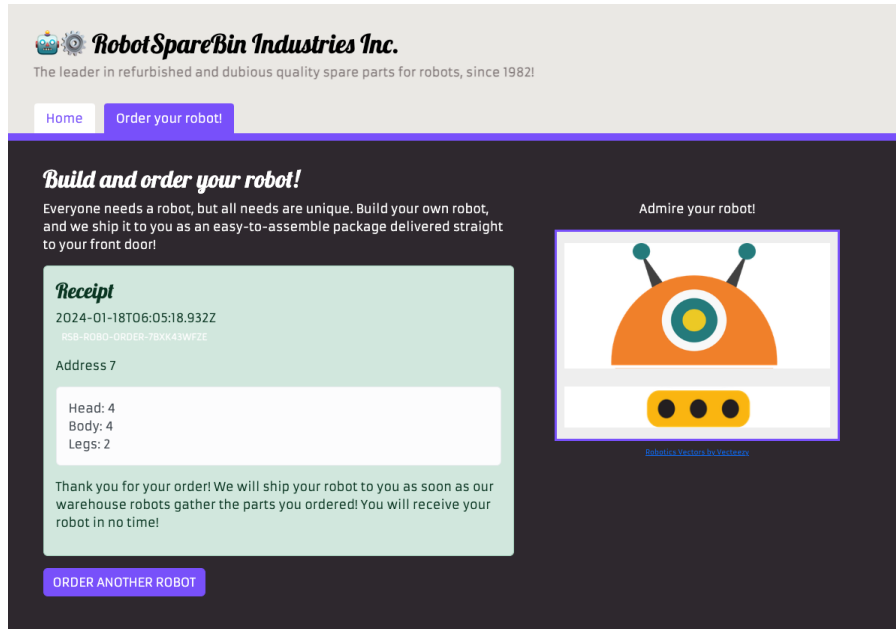 RobotSpareBin Industries Inc.
The leader in refurbished and dubious quality spare parts for robots, since 1982!
Home
Order your robot!
Build and order your robot!
Everyone needs a robot, but all needs are unique. Build your own robot,
and we ship it to you as an easy-to-assemble package delivered straight
to your front door!
Receipt
2024-01-18T06:05:18.932Z
RSB-ROBO-ORDER-7BXK43WFZE
Address 7
Head: 4
Body: 4
Legs: 2
Thank you for your order! We will ship your robot to you as soon as our
warehouse robots gather the parts you ordered! You will receive your
robot in no time!
ORDER ANOTHER ROBOT
Admire your robot!
Robotics Vectors by Vecteezy